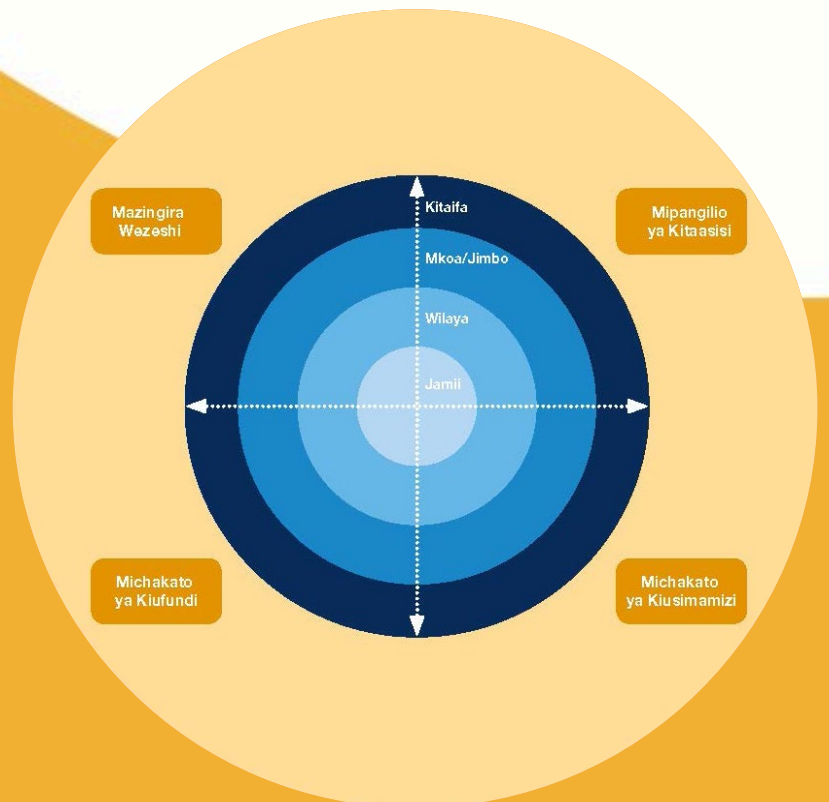 Mazingira
Wezeshi
Kitaifa
Mipangilio
ya Kitaasisi
Mkoa/Jimbo
Wilaya
Jamii
Michakato
ya Kiufundi
Michakato
ya Kiusimamizi